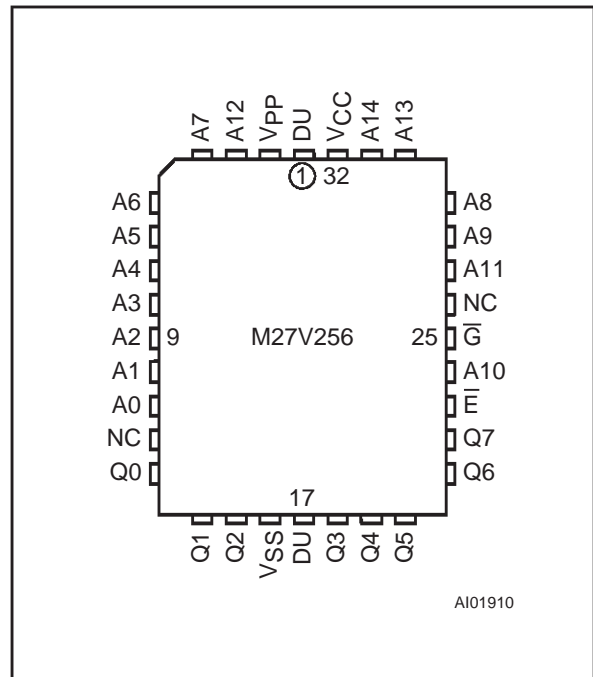 A7 A12 VPP DU VCC A14 A13
1 32
A6 A8
A5 A9
A4 A11
A3 NC
A2 9 M27V256 25 G̅
A1 A10
A0 E̅
NC Q7
Q0 Q6
17
Q1 Q2 VSS DU Q3 Q4 Q5
AI01910